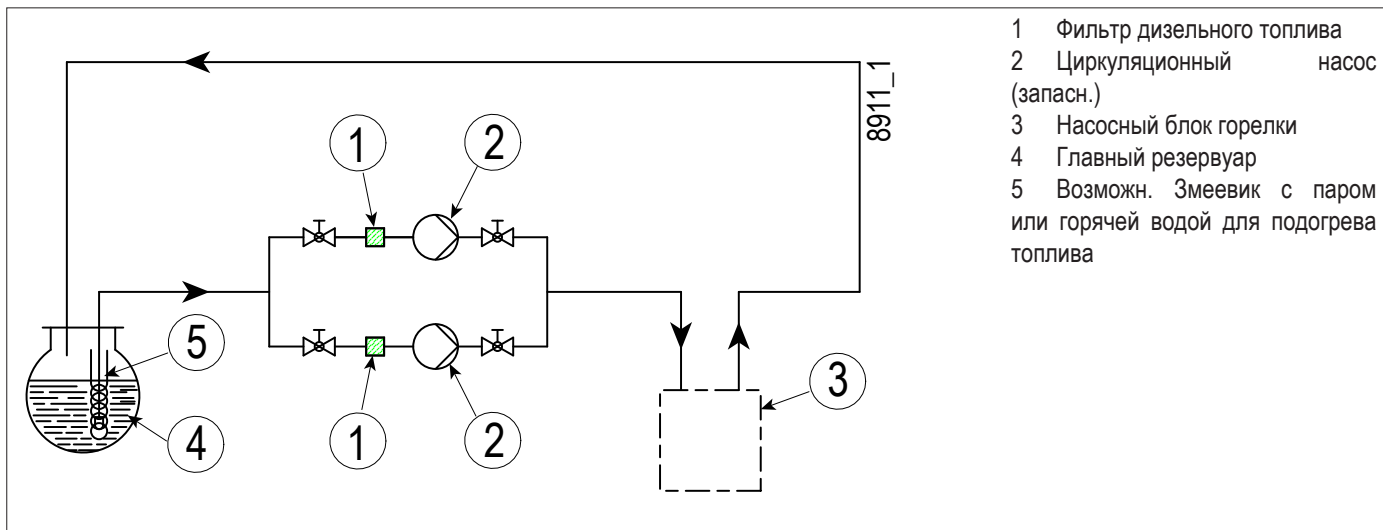 1 Фильтр дизельного топлива
2 Циркуляционный насос
(запасн.)
3 Насосный блок горелки
4 Главный резервуар
5 Возможн. Змеевик с паром
или горячей водой для подогрева
топлива
8911_1
1
2
5
4
1
2
3